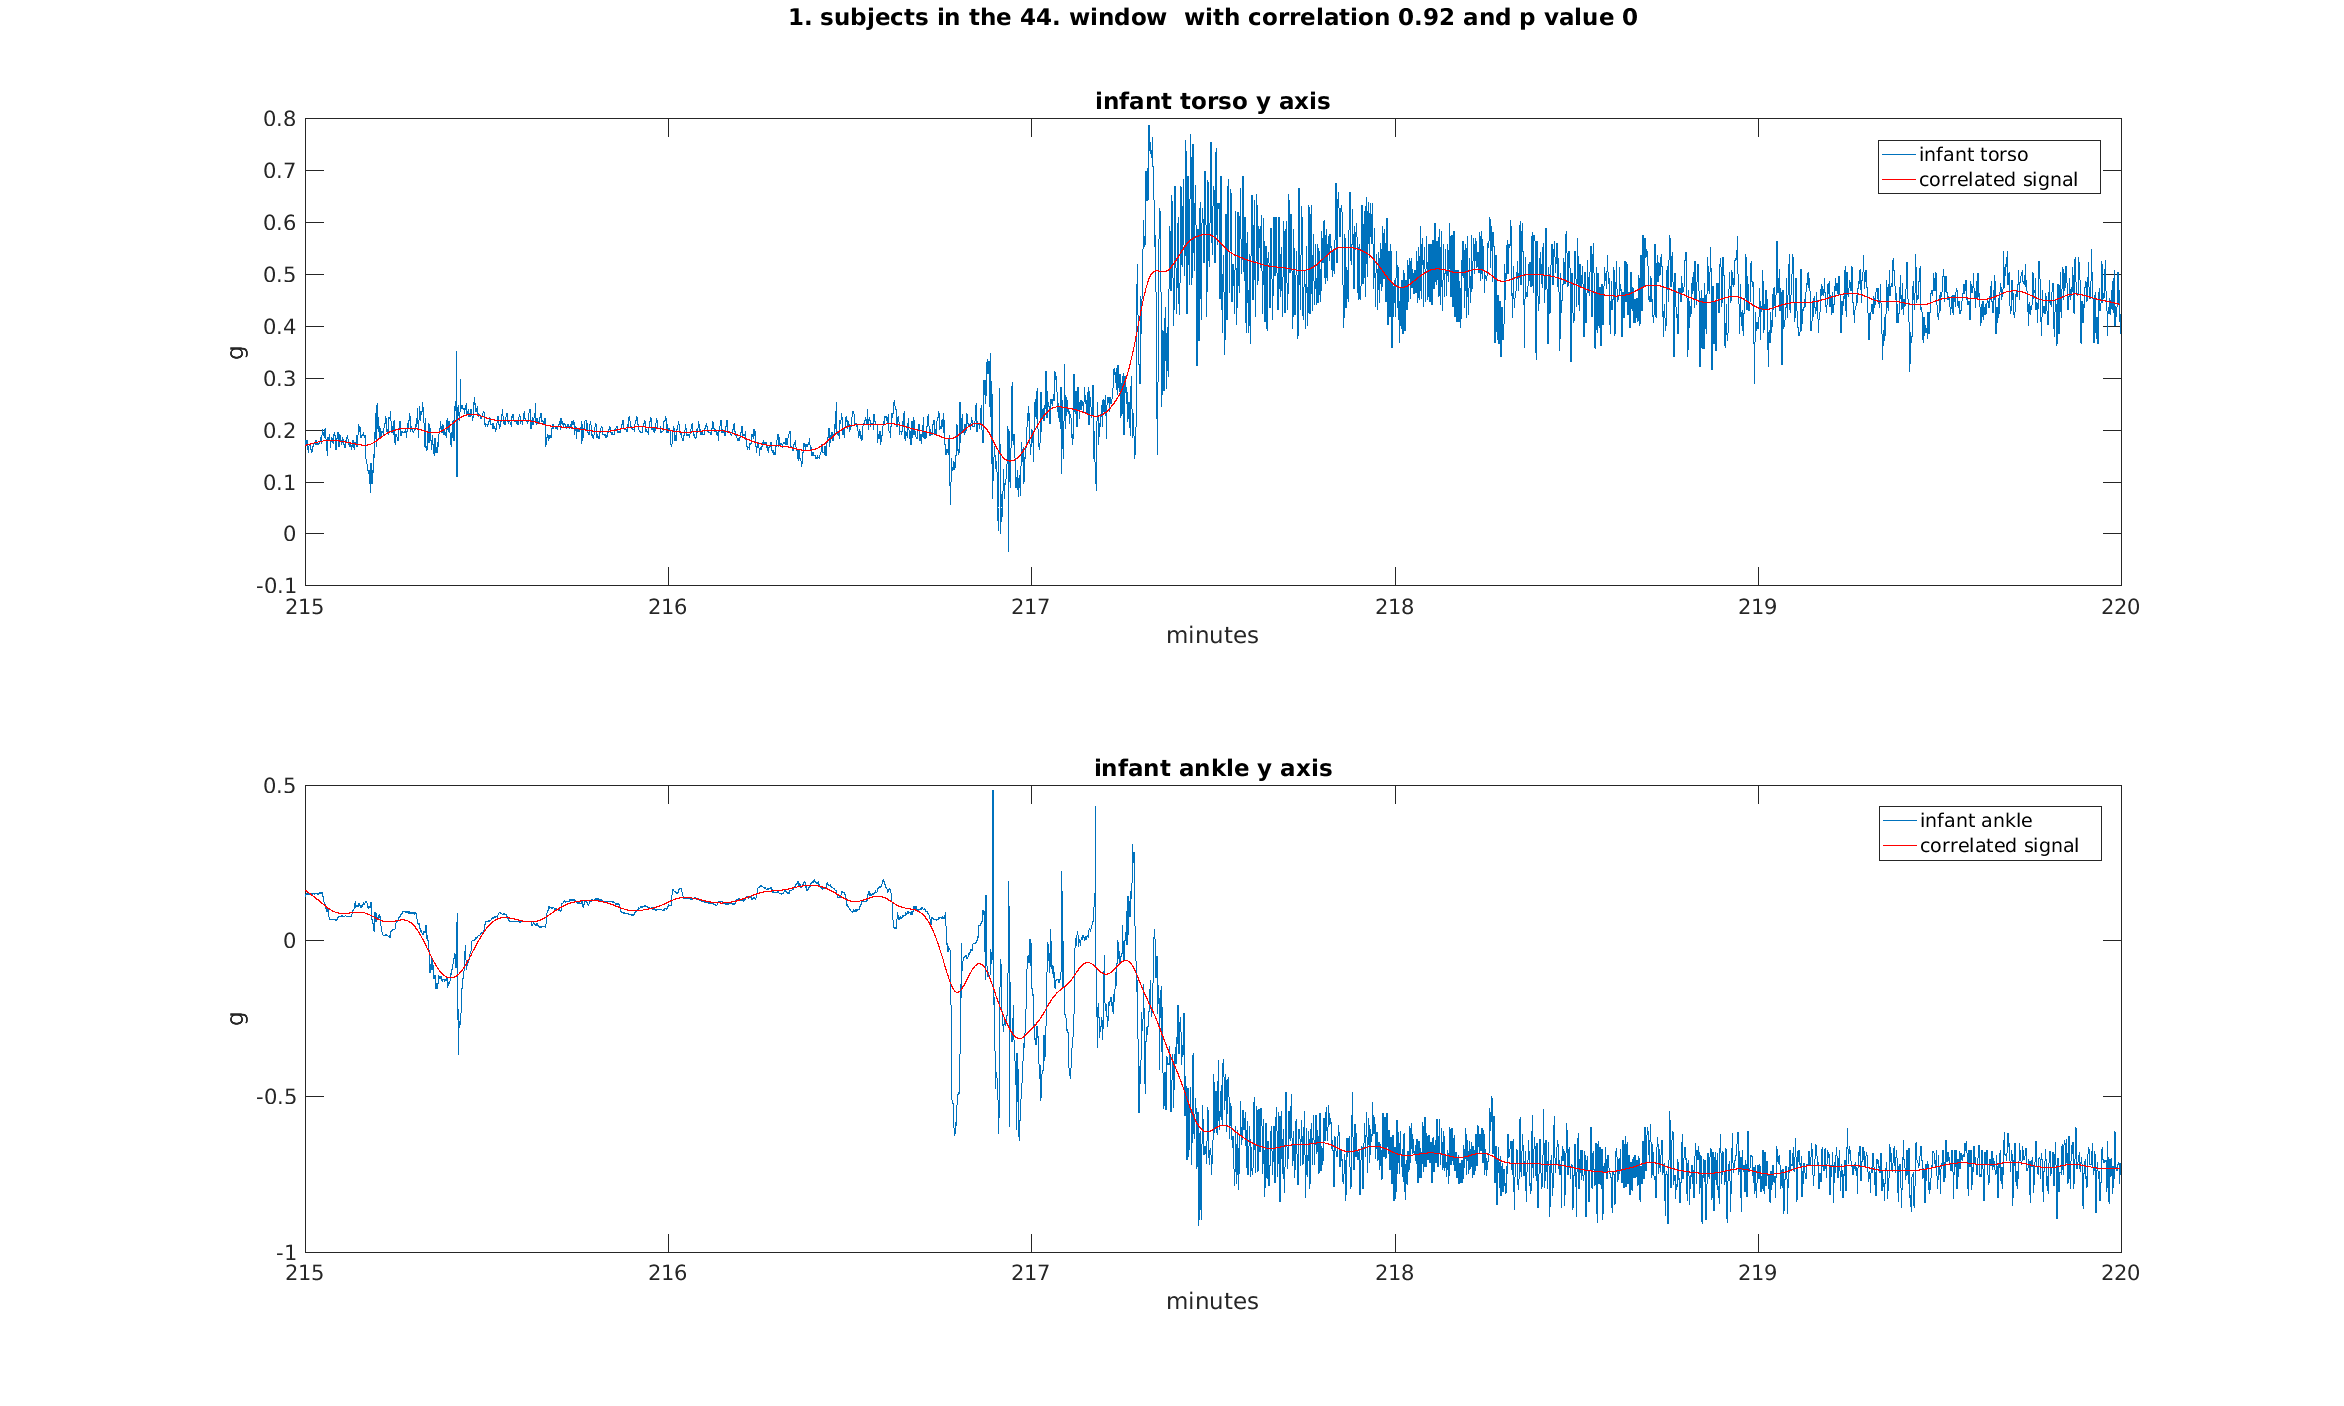 1. subjects in the 44. window  with correlation 0.92 and p value 0
infant torso y axis
0.8
0.7
0.6
0.5
0.4
0.3
0.2
0.1
0
-0.1
g
infant torso
correlated signal
215 216 217 218 219 220
minutes
infant ankle y axis
0.5
0
-0.5
-1
g
infant ankle
correlated signal
215 216 217 218 219 220
minutes